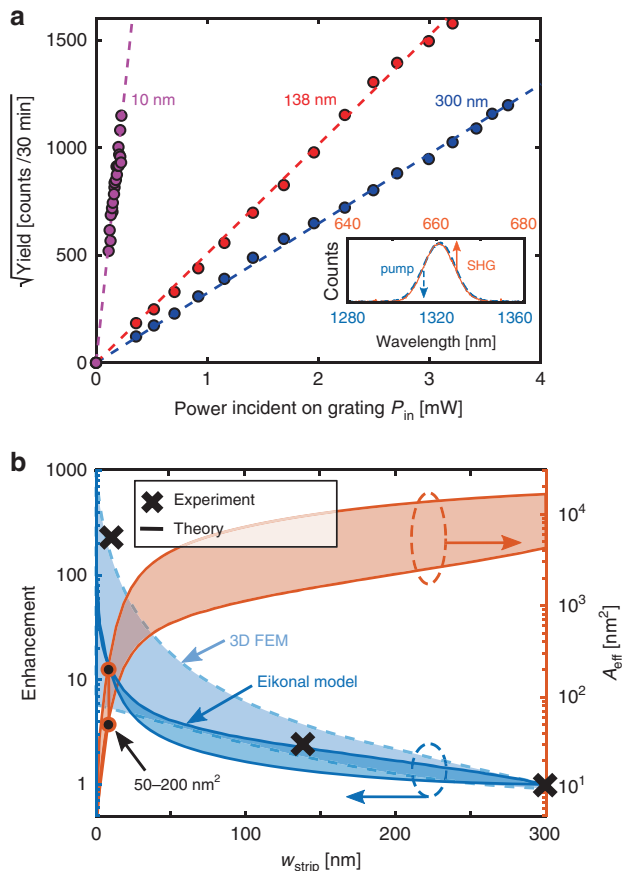 a
1500
1000
500
0
√Yield [counts /30 min]
10 nm
138 nm
300 nm
640 660 680
Counts
pump
SHG
1280 1320 1360
Wavelength [nm]
0 1 2 3 4
Power incident on grating P_in [mW]
b
1000
100
10
1
Enhancement
Experiment
Theory
3D FEM
Eikonal model
50–200 nm²
10⁴
10³
10²
10¹
A_eff [nm²]
0 50 100 150 200 250 300
w_strip [nm]